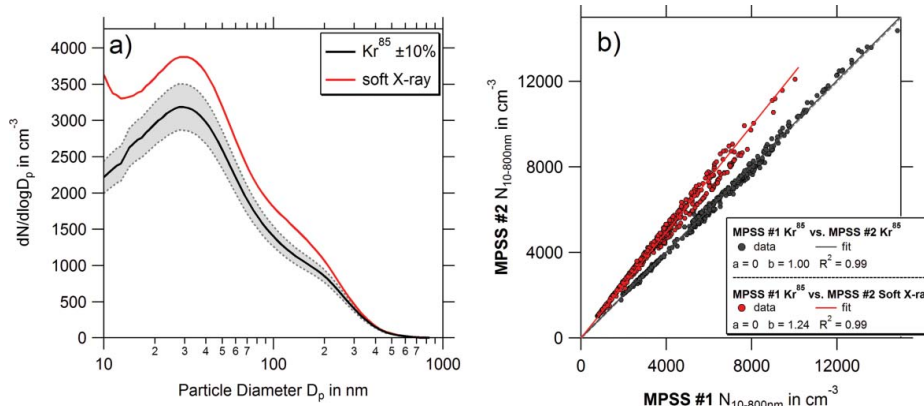 a)
Kr⁸⁵ ±10%
soft X-ray
4000
3500
3000
2500
2000
1500
1000
500
0
dN/dlogDₚ in cm⁻³
10 2 3 4 5 6 7 100 2 3 4 5 6 7 1000
Particle Diameter Dₚ in nm
b)
12000
8000
4000
0
MPSS #2 N₁₀₋₈₀₀ₙₘ in cm⁻³
MPSS #1 Kr⁸⁵ vs. MPSS #2 Kr⁸⁵
data fit
a = 0 b = 1.00 R² = 0.99
MPSS #1 Kr⁸⁵ vs. MPSS #2 Soft X-ra
data fit
a = 0 b = 1.24 R² = 0.99
0 4000 8000 12000
MPSS #1 N₁₀₋₈₀₀ₙₘ in cm⁻³